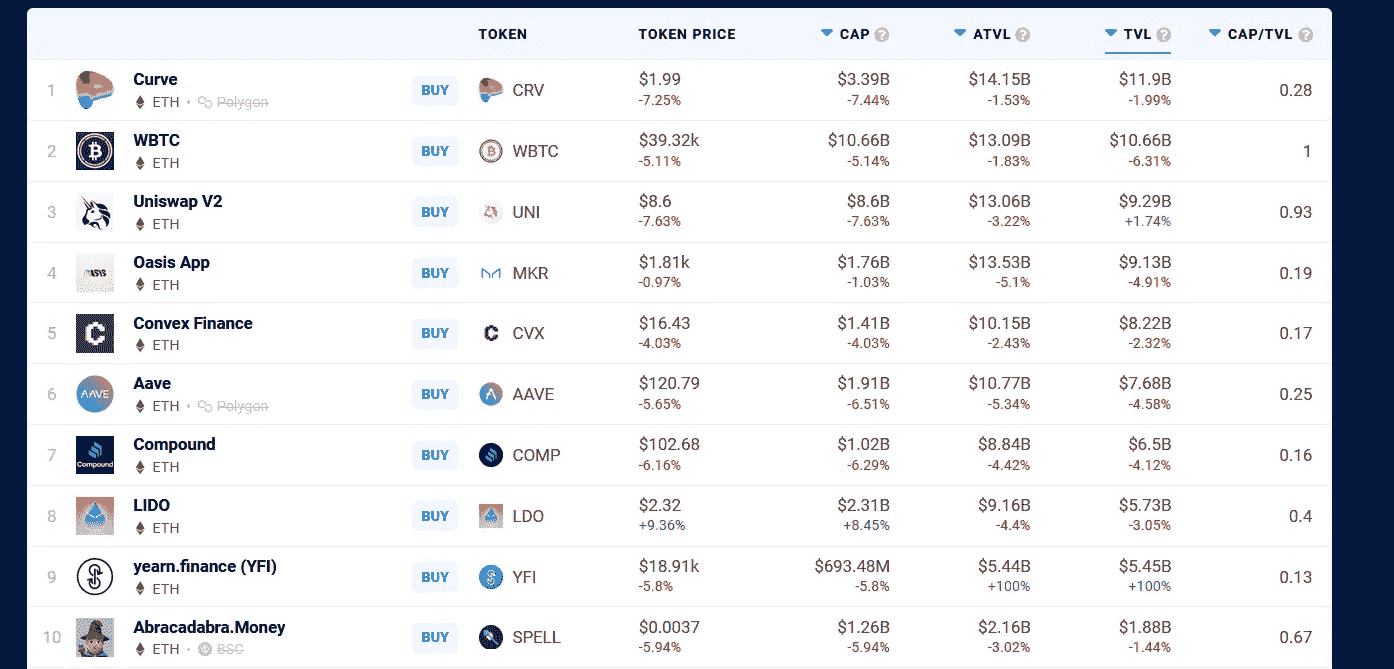 TOKEN TOKEN PRICE CAP ? ATVL ? TVL ? CAP/TVL ?
1 Curve BUY CRV $1.99 $3.39B $14.15B $11.9B 0.28
ETH • Polygon -7.25% -7.44% -1.53% -1.99%
2 WBTC BUY WBTC $39.32k $10.66B $13.09B $10.66B 1
ETH -5.11% -5.14% -1.83% -6.31%
3 Uniswap V2 BUY UNI $8.6 $8.6B $13.06B $9.29B 0.93
ETH -7.63% -7.63% -3.22% +1.74%
4 OASIS Oasis App BUY MKR $1.81k $1.76B $13.53B $9.13B 0.19
ETH -0.97% -1.03% -5.1% -4.91%
5 Convex Finance BUY CVX $16.43 $1.41B $10.15B $8.22B 0.17
ETH -4.03% -4.03% -2.43% -2.32%
6 AAVE Aave BUY AAVE $120.79 $1.91B $10.77B $7.68B 0.25
ETH • Polygon -5.65% -6.51% -5.34% -4.58%
7 Compound Compound BUY COMP $102.68 $1.02B $8.84B $6.5B 0.16
ETH -6.16% -6.29% -4.42% -4.12%
8 LIDO BUY LDO $2.32 $2.31B $9.16B $5.73B 0.4
ETH +9.36% +8.45% -4.4% -3.05%
9 yearn.finance (YFI) BUY YFI $18.91k $693.48M $5.44B $5.45B 0.13
ETH -5.8% -5.8% +100% +100%
10 Abracadabra.Money BUY SPELL $0.0037 $1.26B $2.16B $1.88B 0.67
ETH • BSC -5.94% -5.94% -3.02% -1.44%